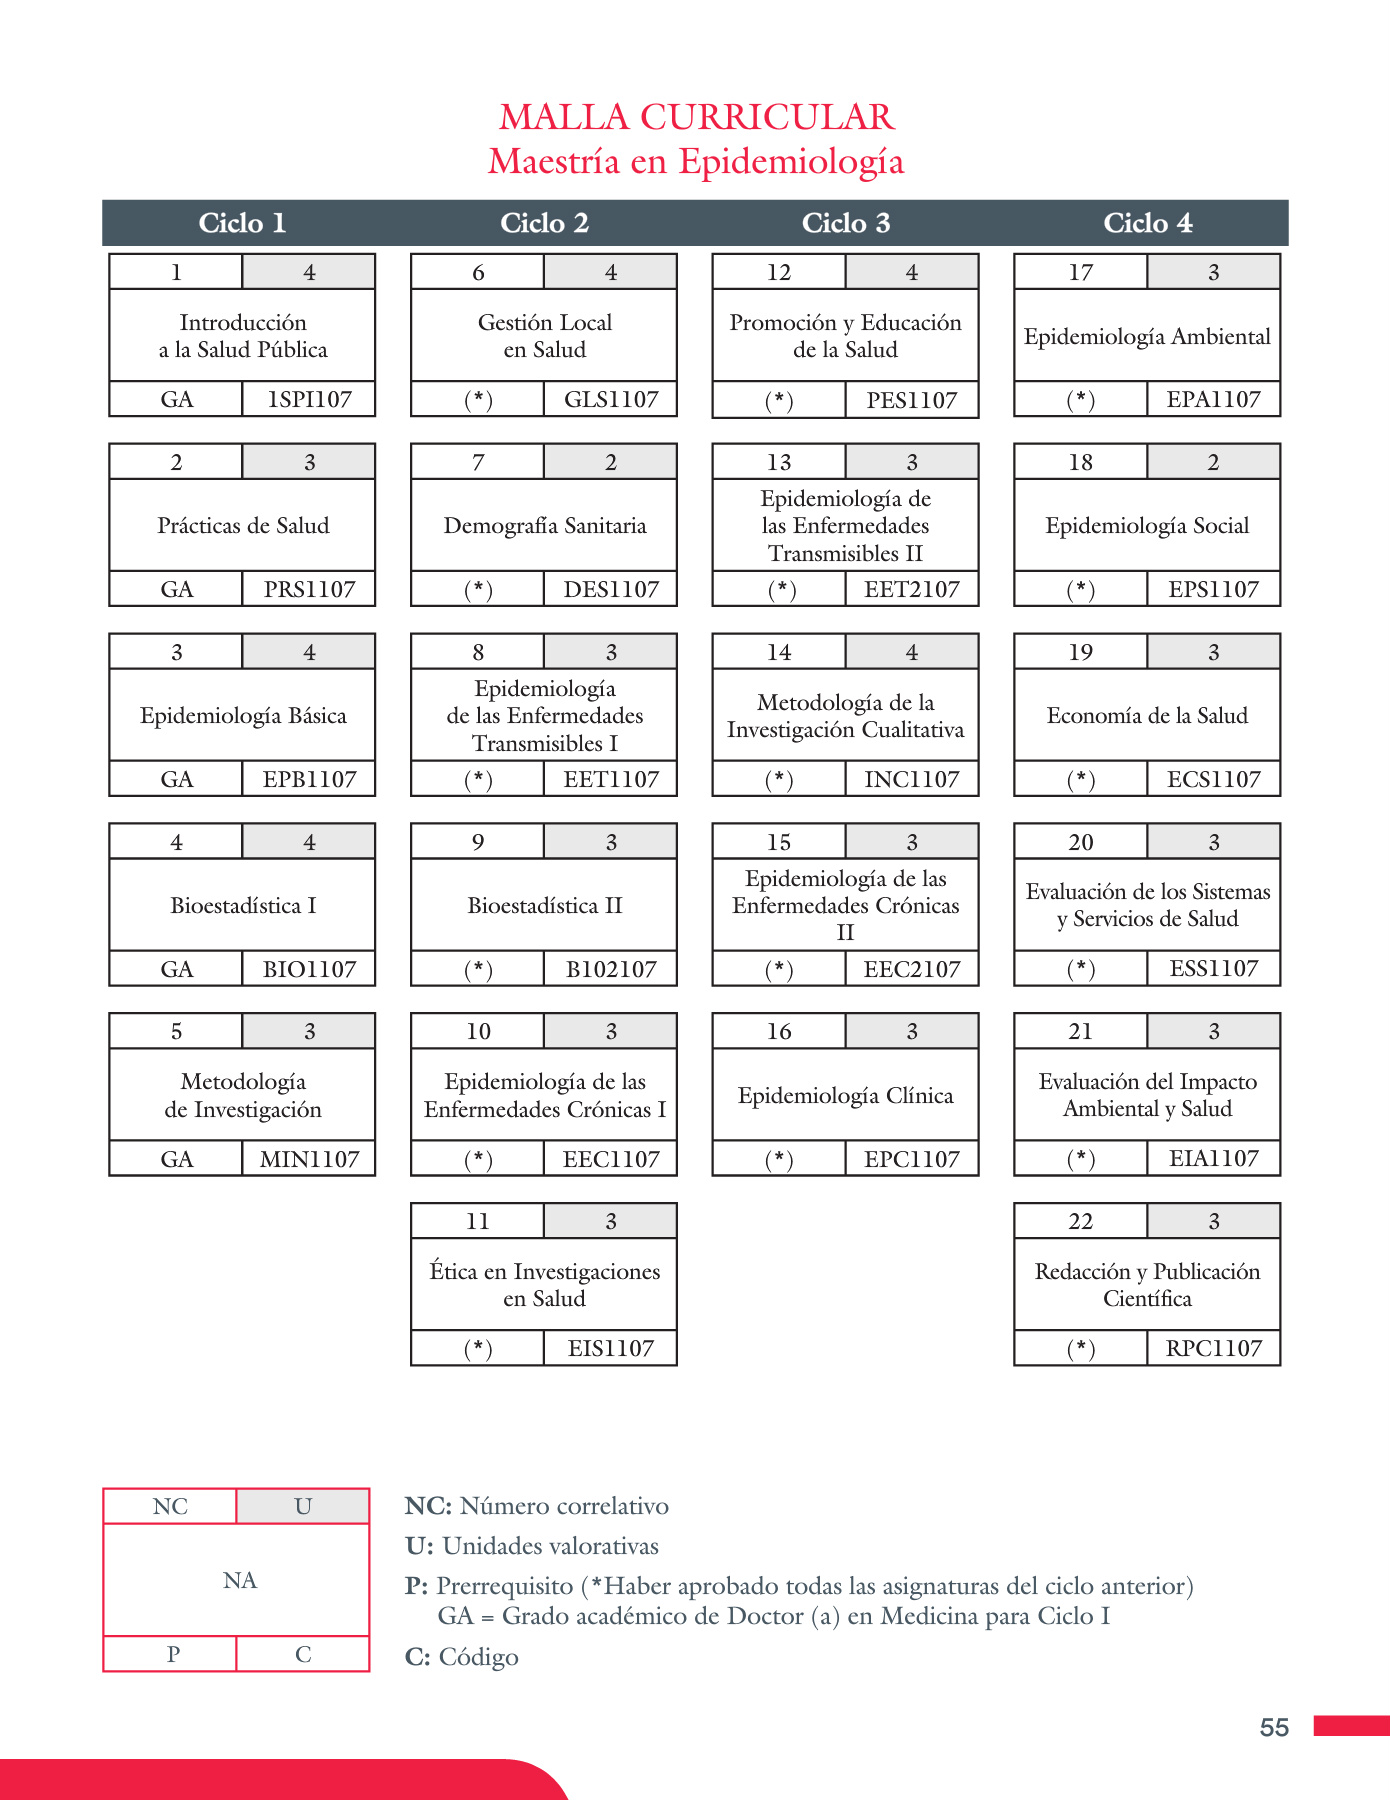 MALLA CURRICULAR
Maestría en Epidemiología
Ciclo 1 Ciclo 2 Ciclo 3 Ciclo 4
1 4
Introducción
a la Salud Pública
GA 1SPI107
2 3
Prácticas de Salud
GA PRS1107
3 4
Epidemiología Básica
GA EPB1107
4 4
Bioestadística I
GA BIO1107
5 3
Metodología
de Investigación
GA MIN1107
6 4
Gestión Local
en Salud
(*) GLS1107
7 2
Demografía Sanitaria
(*) DES1107
8 3
Epidemiología
de las Enfermedades
Transmisibles I
(*) EET1107
9 3
Bioestadística II
(*) B102107
10 3
Epidemiología de las
Enfermedades Crónicas I
(*) EEC1107
11 3
Ética en Investigaciones
en Salud
(*) EIS1107
12 4
Promoción y Educación
de la Salud
(*) PES1107
13 3
Epidemiología de
las Enfermedades
Transmisibles II
(*) EET2107
14 4
Metodología de la
Investigación Cualitativa
(*) INC1107
15 3
Epidemiología de las
Enfermedades Crónicas
II
(*) EEC2107
16 3
Epidemiología Clínica
(*) EPC1107
17 3
Epidemiología Ambiental
(*) EPA1107
18 2
Epidemiología Social
(*) EPS1107
19 3
Economía de la Salud
(*) ECS1107
20 3
Evaluación de los Sistemas
y Servicios de Salud
(*) ESS1107
21 3
Evaluación del Impacto
Ambiental y Salud
(*) EIA1107
22 3
Redacción y Publicación
Científica
(*) RPC1107
NC U
NA
P C
NC: Número correlativo
U: Unidades valorativas
P: Prerrequisito (*Haber aprobado todas las asignaturas del ciclo anterior)
GA = Grado académico de Doctor (a) en Medicina para Ciclo I
C: Código
55